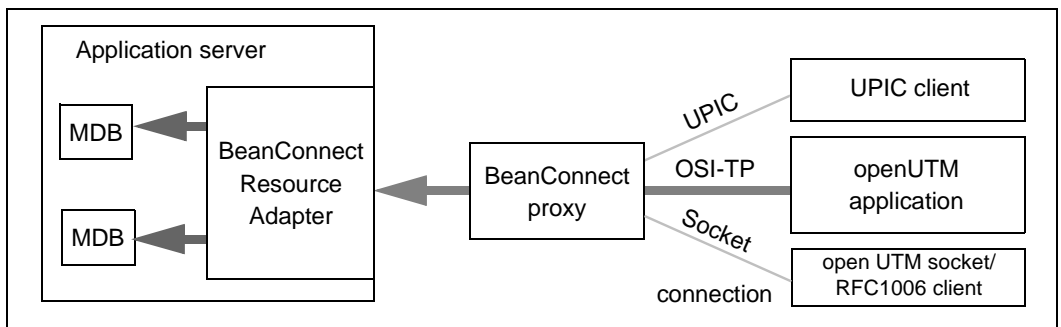 Application server
MDB
MDB
BeanConnect
Resource
Adapter
BeanConnect
proxy
UPIC
OSI-TP
Socket
connection
UPIC client
openUTM
application
open UTM socket/
RFC1006 client